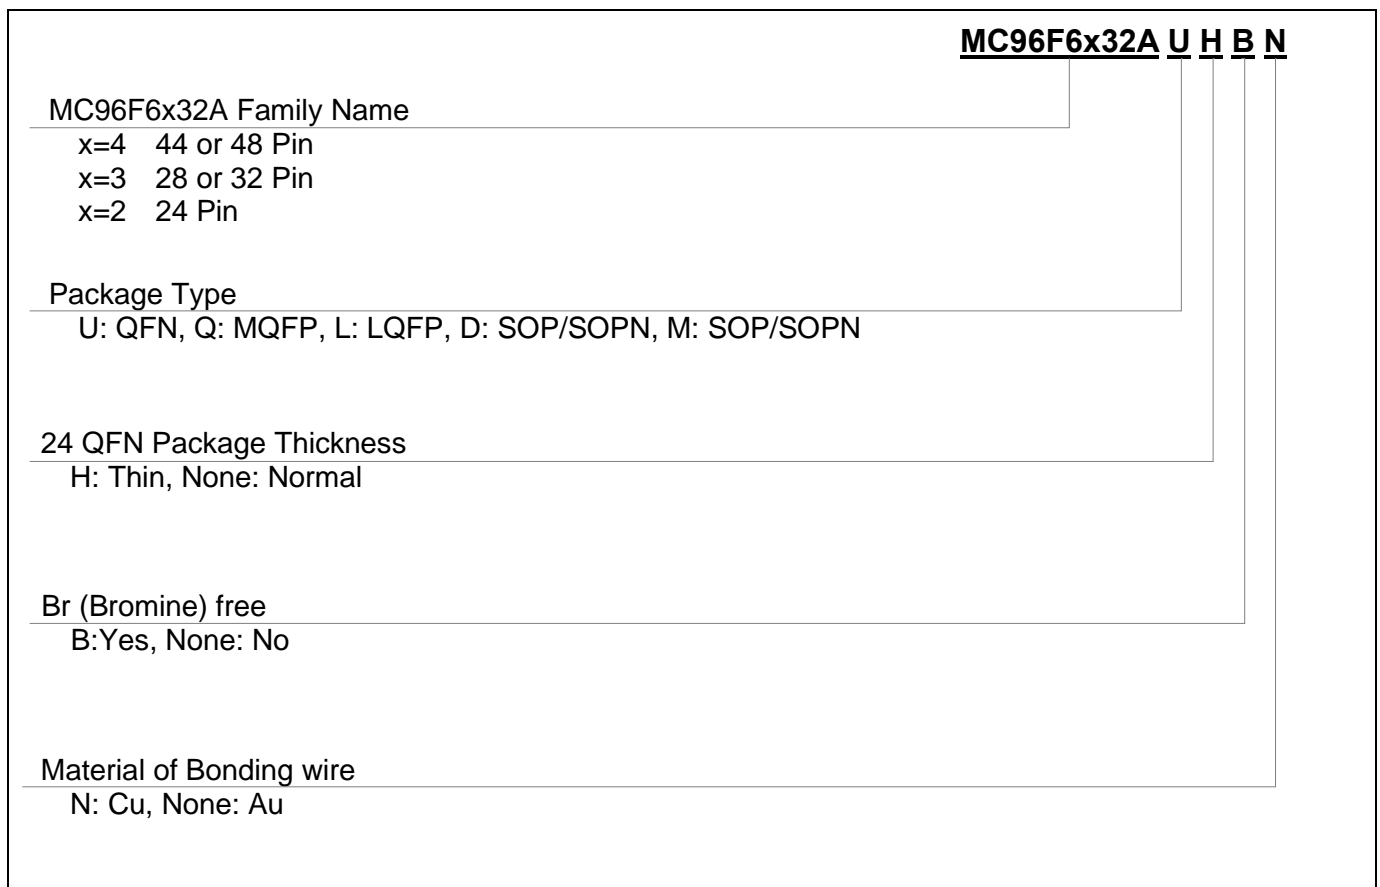 MC96F6x32A U H B N
MC96F6x32A Family Name
x=4 44 or 48 Pin
x=3 28 or 32 Pin
x=2 24 Pin
Package Type
U: QFN, Q: MQFP, L: LQFP, D: SOP/SOPN, M: SOP/SOPN
24 QFN Package Thickness
H: Thin, None: Normal
Br (Bromine) free
B:Yes, None: No
Material of Bonding wire
N: Cu, None: Au